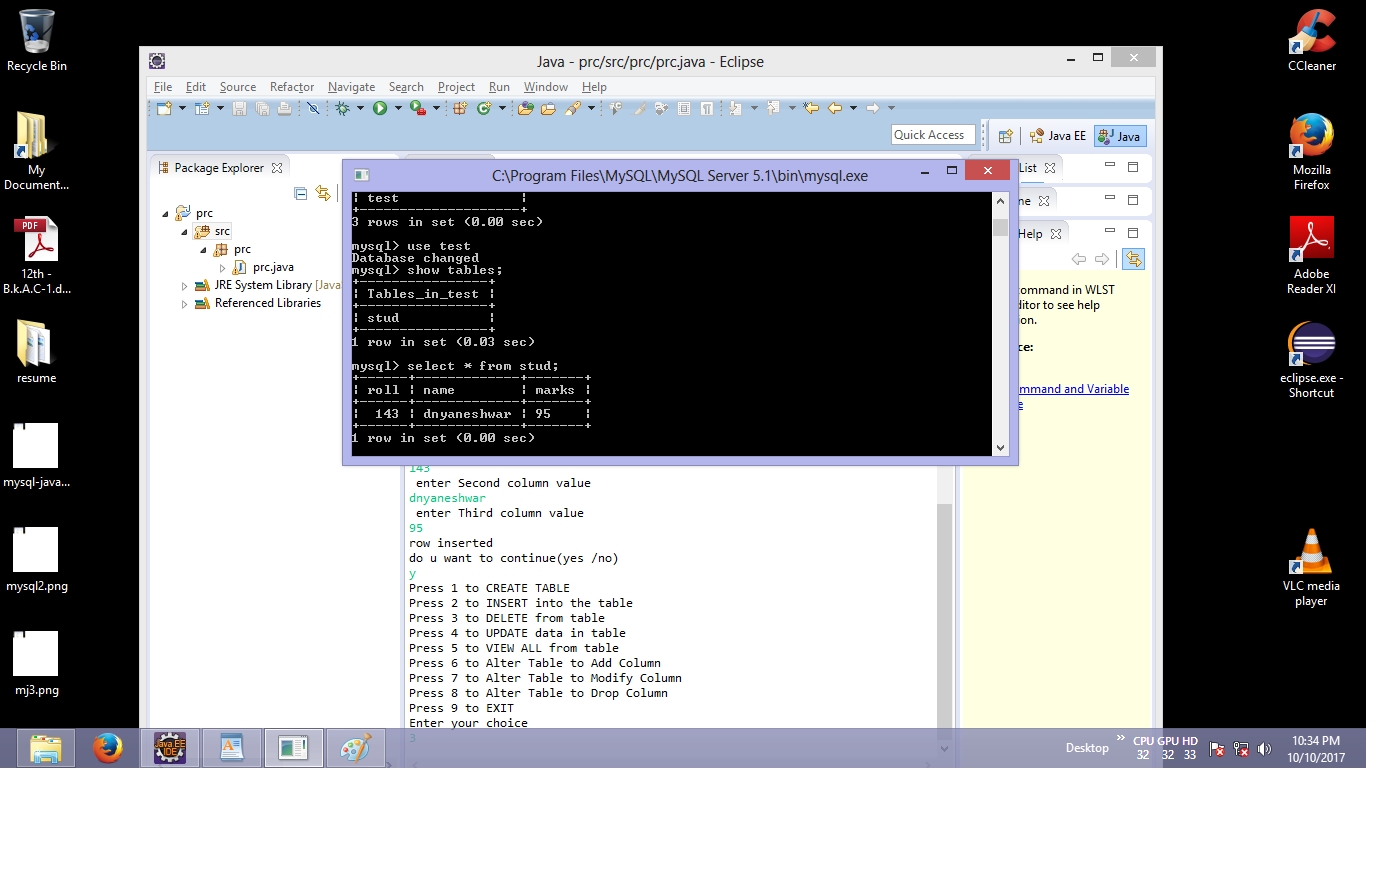 Recycle Bin
My
Document...
12th -
B.k.A.C-1.d...
resume
mysql-java...
mysql2.png
mj3.png
Java - prc/src/prc/prc.java - Eclipse
File Edit Source Refactor Navigate Search Project Run Window Help
Quick Access
Java EE
Java
Package Explorer
prc
src
prc
prc.java
JRE System Library [Java
Referenced Libraries
C:\Program Files\MySQL\MySQL Server 5.1\bin\mysql.exe
| test |
+--------------------+
3 rows in set (0.00 sec)
mysql> use test
Database changed
mysql> show tables;
+----------------+
| Tables_in_test |
+----------------+
| stud |
+----------------+
1 row in set (0.03 sec)
mysql> select * from stud;
+------+-------------+-------+
| roll | name | marks |
+------+-------------+-------+
| 143 | dnyaneshwar | 95 |
+------+-------------+-------+
1 row in set (0.00 sec)
List
ne
Help
ommand in WLST
ditor to see help
ion.
ce:
mmand and Variable
e
143
enter Second column value
dnyaneshwar
enter Third column value
95
row inserted
do u want to continue(yes /no)
y
Press 1 to CREATE TABLE
Press 2 to INSERT into the table
Press 3 to DELETE from table
Press 4 to UPDATE data in table
Press 5 to VIEW ALL from table
Press 6 to Alter Table to Add Column
Press 7 to Alter Table to Modify Column
Press 8 to Alter Table to Drop Column
Press 9 to EXIT
Enter your choice
3
CCleaner
Mozilla
Firefox
Adobe
Reader XI
eclipse.exe -
Shortcut
VLC media
player
PDF
Java EE
IDE
Desktop
CPU GPU HD
32 32 33
10:34 PM
10/10/2017